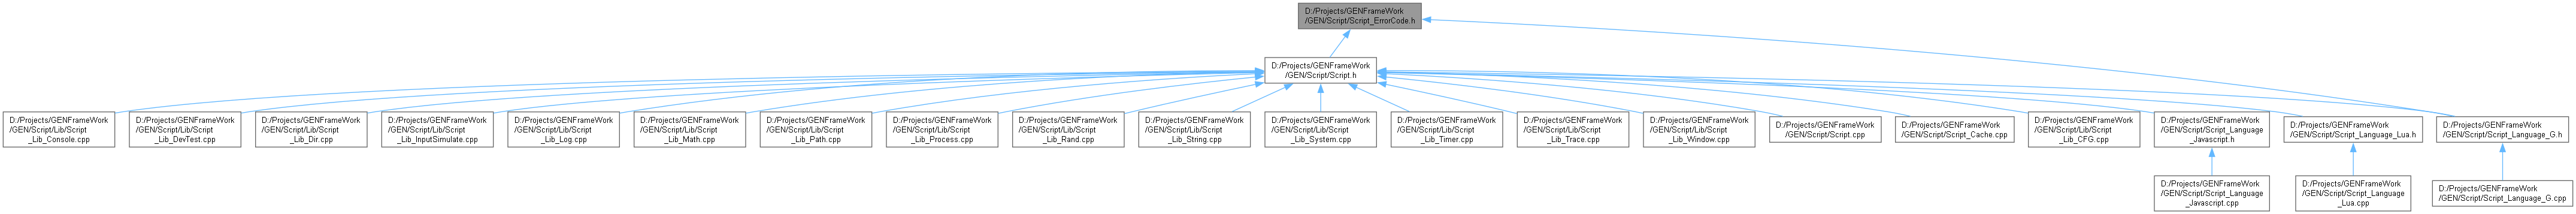 D:/Projects/GENFrameWork
/GEN/Script/Script_ErrorCode.h
D:/Projects/GENFrameWork
/GEN/Script/Script.h
D:/Projects/GENFrameWork
/GEN/Script/Lib/Script
_Lib_Console.cpp
D:/Projects/GENFrameWork
/GEN/Script/Lib/Script
_Lib_DevTest.cpp
D:/Projects/GENFrameWork
/GEN/Script/Lib/Script
_Lib_Dir.cpp
D:/Projects/GENFrameWork
/GEN/Script/Lib/Script
_Lib_InputSimulate.cpp
D:/Projects/GENFrameWork
/GEN/Script/Lib/Script
_Lib_Log.cpp
D:/Projects/GENFrameWork
/GEN/Script/Lib/Script
_Lib_Math.cpp
D:/Projects/GENFrameWork
/GEN/Script/Lib/Script
_Lib_Path.cpp
D:/Projects/GENFrameWork
/GEN/Script/Lib/Script
_Lib_Process.cpp
D:/Projects/GENFrameWork
/GEN/Script/Lib/Script
_Lib_Rand.cpp
D:/Projects/GENFrameWork
/GEN/Script/Lib/Script
_Lib_String.cpp
D:/Projects/GENFrameWork
/GEN/Script/Lib/Script
_Lib_System.cpp
D:/Projects/GENFrameWork
/GEN/Script/Lib/Script
_Lib_Timer.cpp
D:/Projects/GENFrameWork
/GEN/Script/Lib/Script
_Lib_Trace.cpp
D:/Projects/GENFrameWork
/GEN/Script/Lib/Script
_Lib_Window.cpp
D:/Projects/GENFrameWork
/GEN/Script/Script.cpp
D:/Projects/GENFrameWork
/GEN/Script/Script_Cache.cpp
D:/Projects/GENFrameWork
/GEN/Script/Lib/Script
_Lib_CFG.cpp
D:/Projects/GENFrameWork
/GEN/Script/Script_Language
_Javascript.h
D:/Projects/GENFrameWork
/GEN/Script/Script_Language_Lua.h
D:/Projects/GENFrameWork
/GEN/Script/Script_Language_G.h
D:/Projects/GENFrameWork
/GEN/Script/Script_Language
_Javascript.cpp
D:/Projects/GENFrameWork
/GEN/Script/Script_Language
_Lua.cpp
D:/Projects/GENFrameWork
/GEN/Script/Script_Language_G.cpp